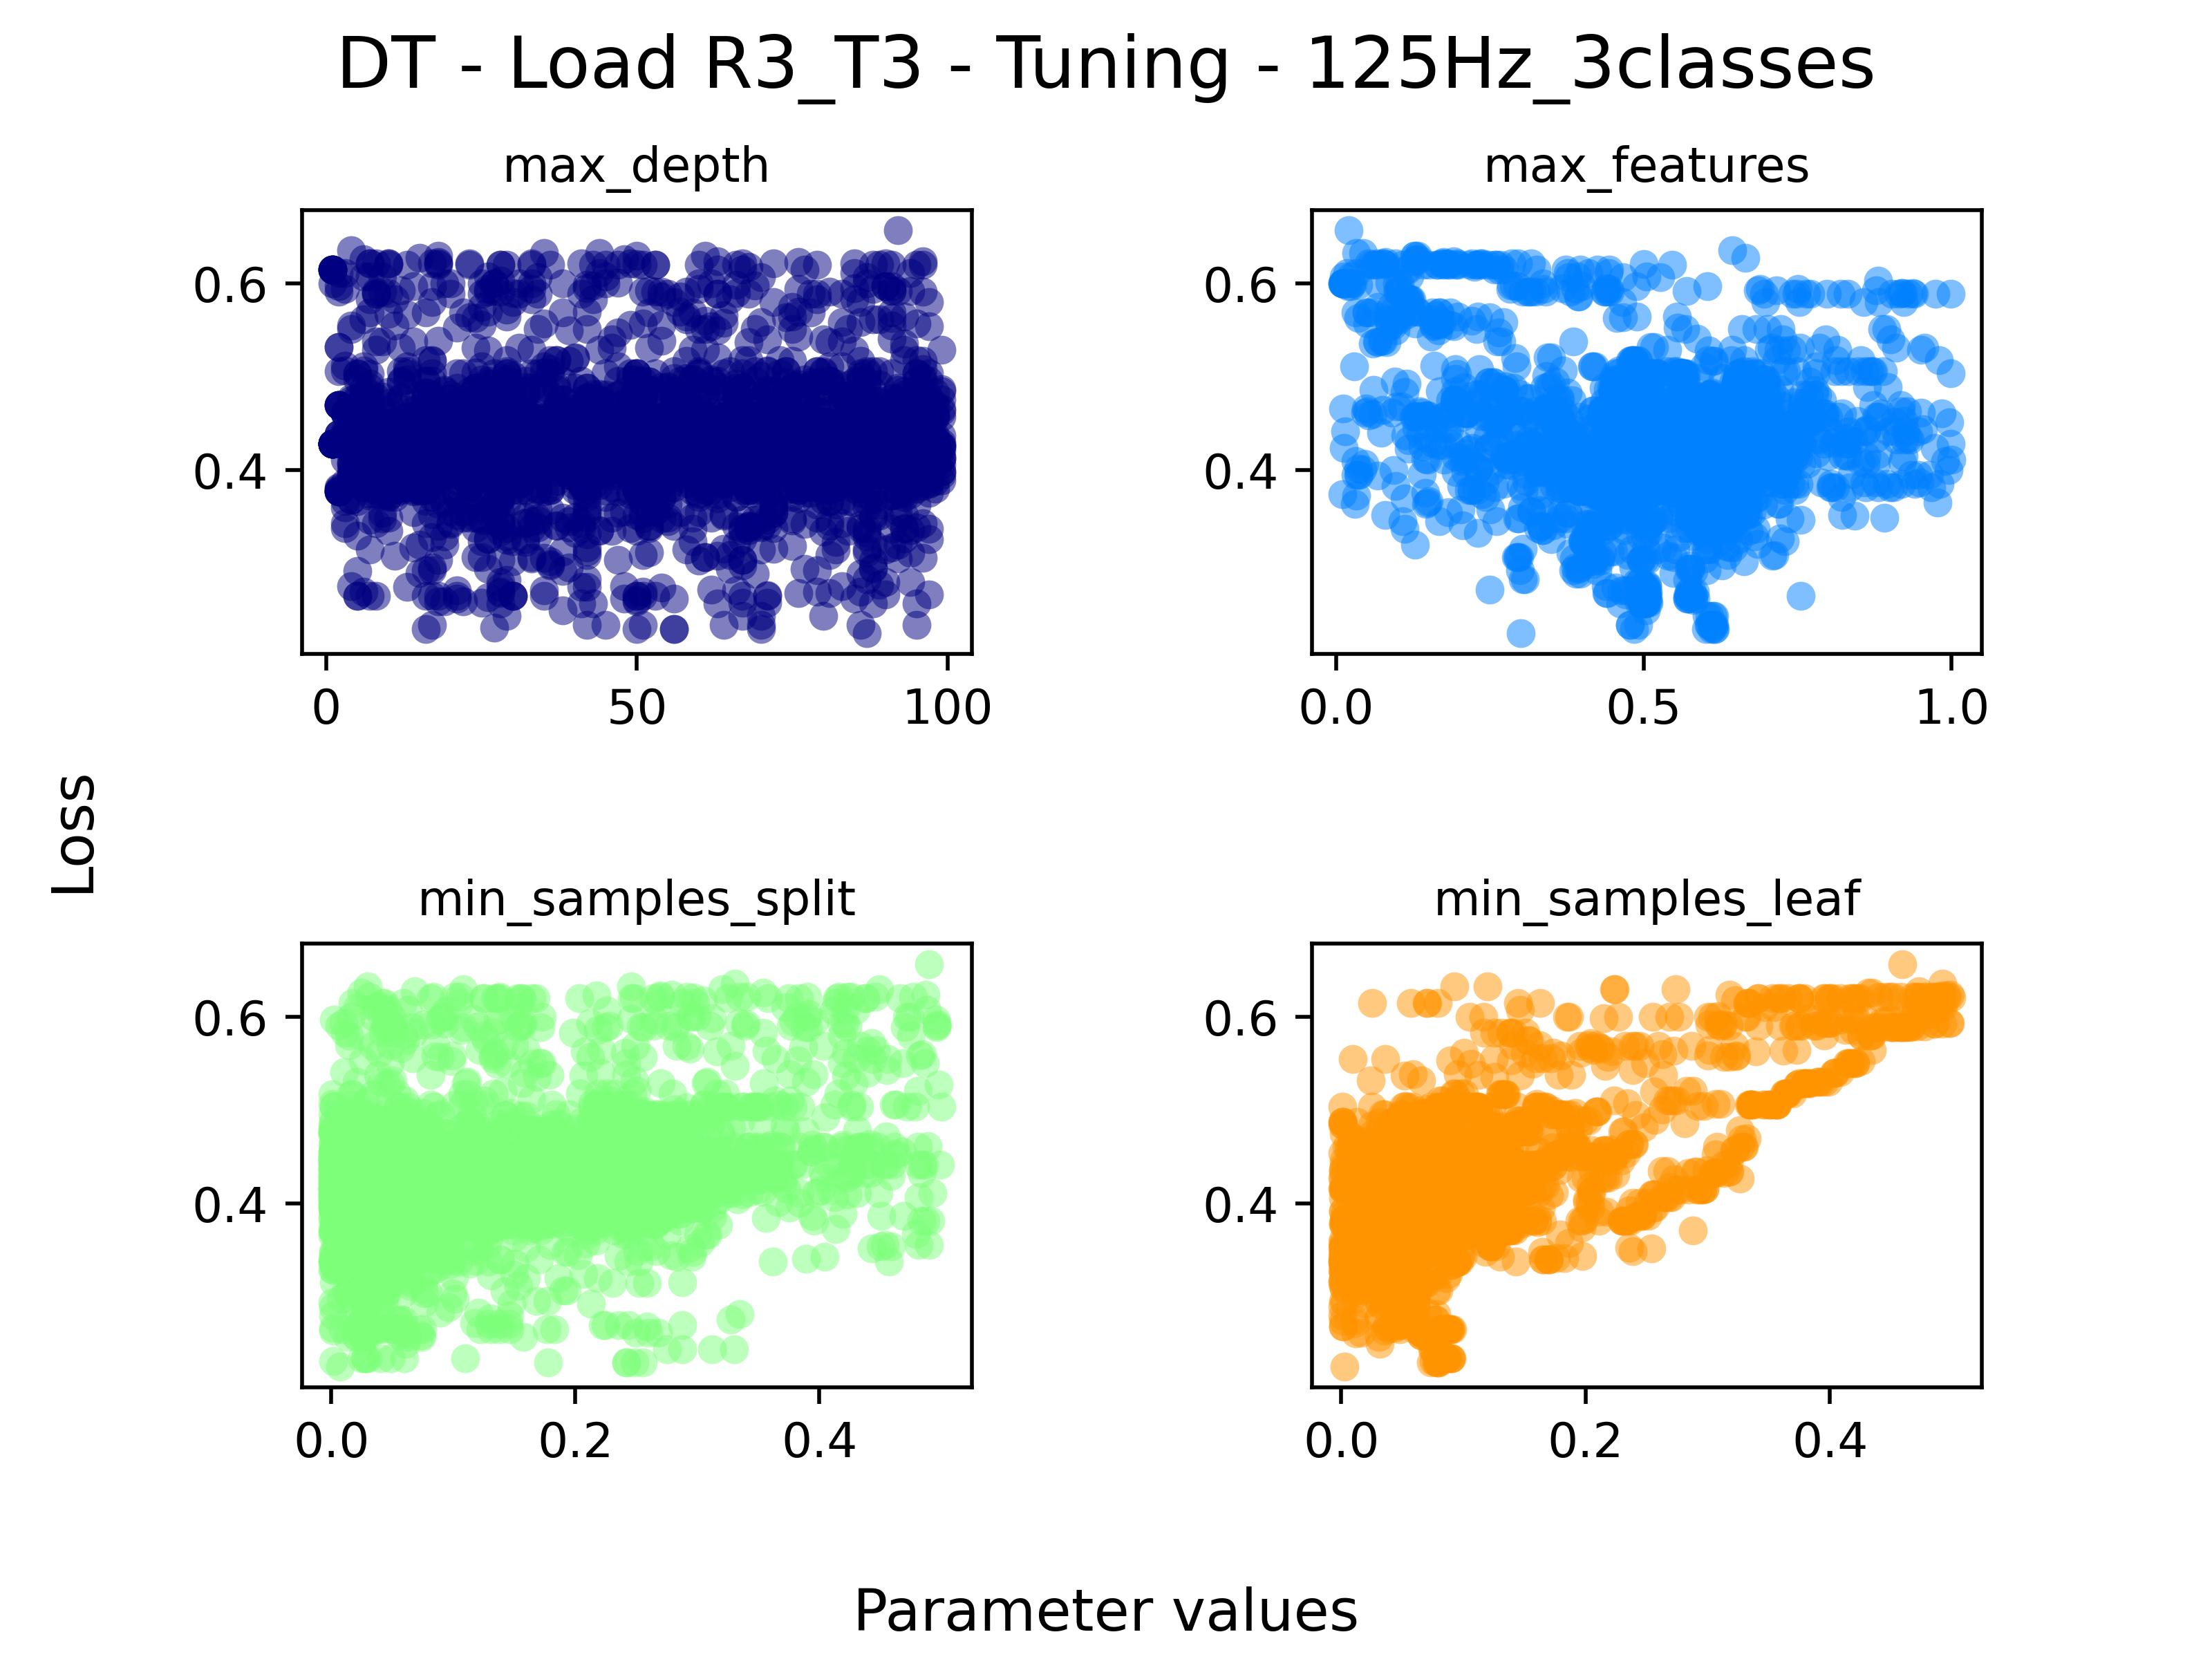 DT - Load R3_T3 - Tuning - 125Hz_3classes
max_depth
max_features
0.6
0.4
0
50
100
0.6
0.4
0.0
0.5
1.0
Loss
min_samples_split
min_samples_leaf
0.6
0.4
0.0
0.2
0.4
0.6
0.4
0.0
0.2
0.4
Parameter values